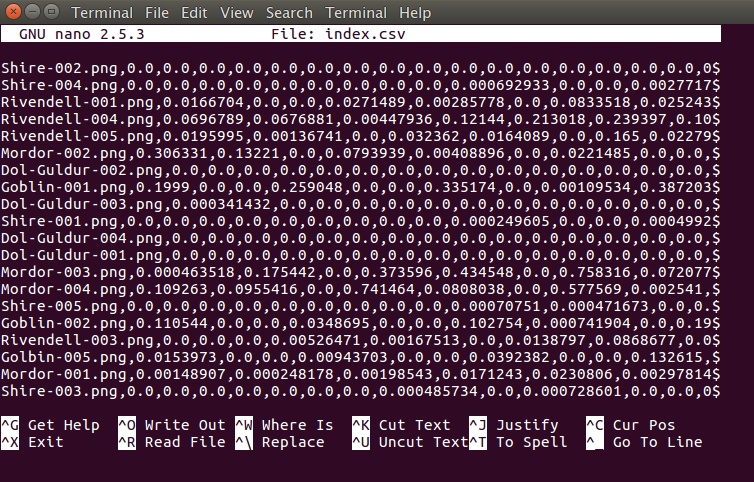 Terminal File Edit View Search Terminal Help
GNU nano 2.5.3 File: index.csv
Shire-002.png,0.0,0.0,0.0,0.0,0.0,0.0,0.0,0.0,0.0,0.0,0.0,0.0,0.0,0.0,0.0,0.0,0$
Shire-004.png,0.0,0.0,0.0,0.0,0.0,0.0,0.0,0.0,0.0,0.000692933,0.0,0.0,0.0027717$
Rivendell-001.png,0.0166704,0.0,0.0,0.0271489,0.00285778,0.0,0.0833518,0.025243$
Rivendell-004.png,0.0696789,0.0676881,0.00447936,0.12144,0.213018,0.239397,0.10$
Rivendell-005.png,0.0195995,0.00136741,0.0,0.032362,0.0164089,0.0,0.165,0.02279$
Mordor-002.png,0.306331,0.13221,0.0,0.0793939,0.00408896,0.0,0.0221485,0.0,0.0,$
Dol-Guldur-002.png,0.0,0.0,0.0,0.0,0.0,0.0,0.0,0.0,0.0,0.0,0.0,0.0,0.0,0.0,0.0,$
Goblin-001.png,0.1999,0.0,0.0,0.259048,0.0,0.0,0.335174,0.0,0.00109534,0.387203$
Dol-Guldur-003.png,0.000341432,0.0,0.0,0.0,0.0,0.0,0.0,0.0,0.0,0.0,0.0,0.0,0.0,$
Shire-001.png,0.0,0.0,0.0,0.0,0.0,0.0,0.0,0.0,0.0,0.000249605,0.0,0.0,0.0004992$
Dol-Guldur-004.png,0.0,0.0,0.0,0.0,0.0,0.0,0.0,0.0,0.0,0.0,0.0,0.0,0.0,0.0,0.0,$
Dol-Guldur-001.png,0.0,0.0,0.0,0.0,0.0,0.0,0.0,0.0,0.0,0.0,0.0,0.0,0.0,0.0,0.0,$
Mordor-003.png,0.000463518,0.175442,0.0,0.373596,0.434548,0.0,0.758316,0.072077$
Mordor-004.png,0.109263,0.0955416,0.0,0.741464,0.0808038,0.0,0.577569,0.002541,$
Shire-005.png,0.0,0.0,0.0,0.0,0.0,0.0,0.0,0.0,0.0,0.00070751,0.000471673,0.0,0.$
Goblin-002.png,0.110544,0.0,0.0,0.0348695,0.0,0.0,0.102754,0.000741904,0.0,0.19$
Rivendell-003.png,0.0,0.0,0.0,0.00526471,0.00167513,0.0,0.0138797,0.0868677,0.0$
Golbin-005.png,0.0153973,0.0,0.0,0.00943703,0.0,0.0,0.0392382,0.0,0.0,0.132615,$
Mordor-001.png,0.00148907,0.000248178,0.00198543,0.0171243,0.0230806,0.00297814$
Shire-003.png,0.0,0.0,0.0,0.0,0.0,0.0,0.0,0.000485734,0.0,0.000728601,0.0,0.0,0$
^G Get Help ^O Write Out ^W Where Is ^K Cut Text ^J Justify ^C Cur Pos
^X Exit ^R Read File ^\ Replace ^U Uncut Text ^T To Spell ^_ Go To Line